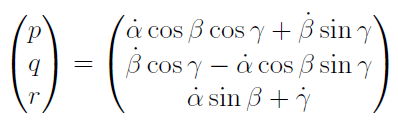 p = α̇ cos β cos γ + β̇ sin γ
q = β̇ cos γ − α̇ cos β sin γ
r = α̇ sin β + γ̇